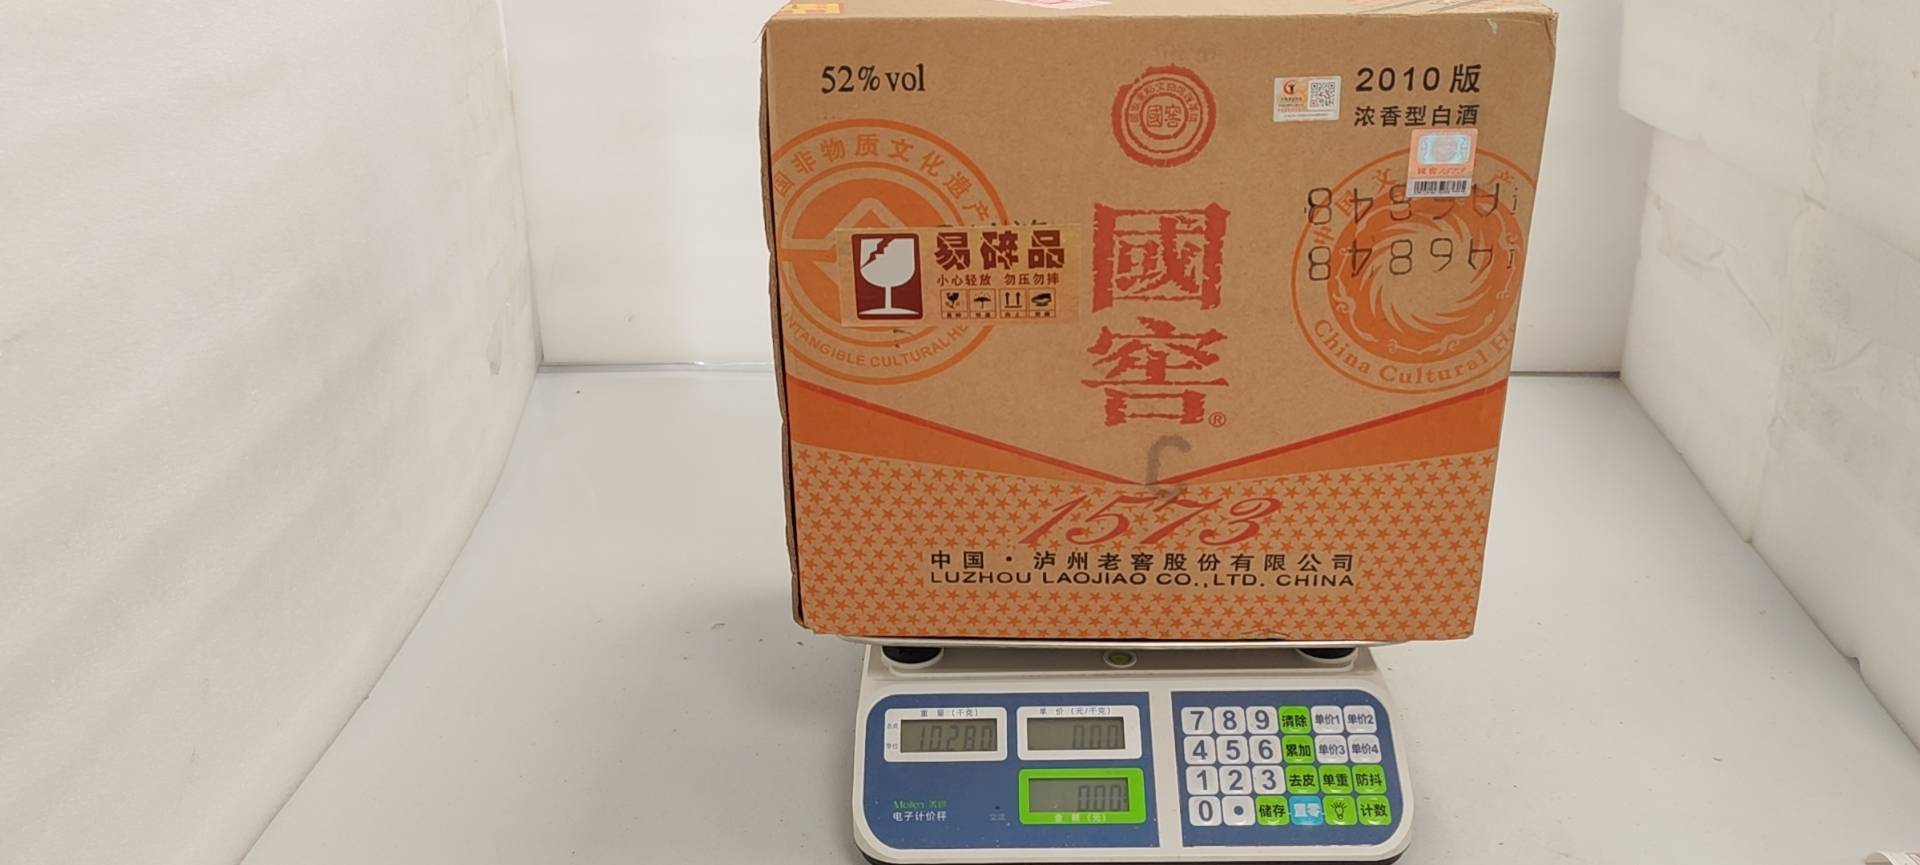 52%vol
2010版
浓香型白酒
國窖
非物质文化遗产
INTANGIBLE CULTURAL HE
易碎品
小心轻放 勿压勿摔
國窖®
China Cultural H
1573
中国·泸州老窖股份有限公司
LUZHOU LAOJIAO CO.,LTD. CHINA
重量(千克)
单价(元/千克)
10.280
0.00
0.00
金额(元)
电子计价秤
交流
7 8 9 清除 单价1 单价2
4 5 6 累加 单价3 单价4
1 2 3 去皮 单重 防抖
0 . 储存 置零 计数